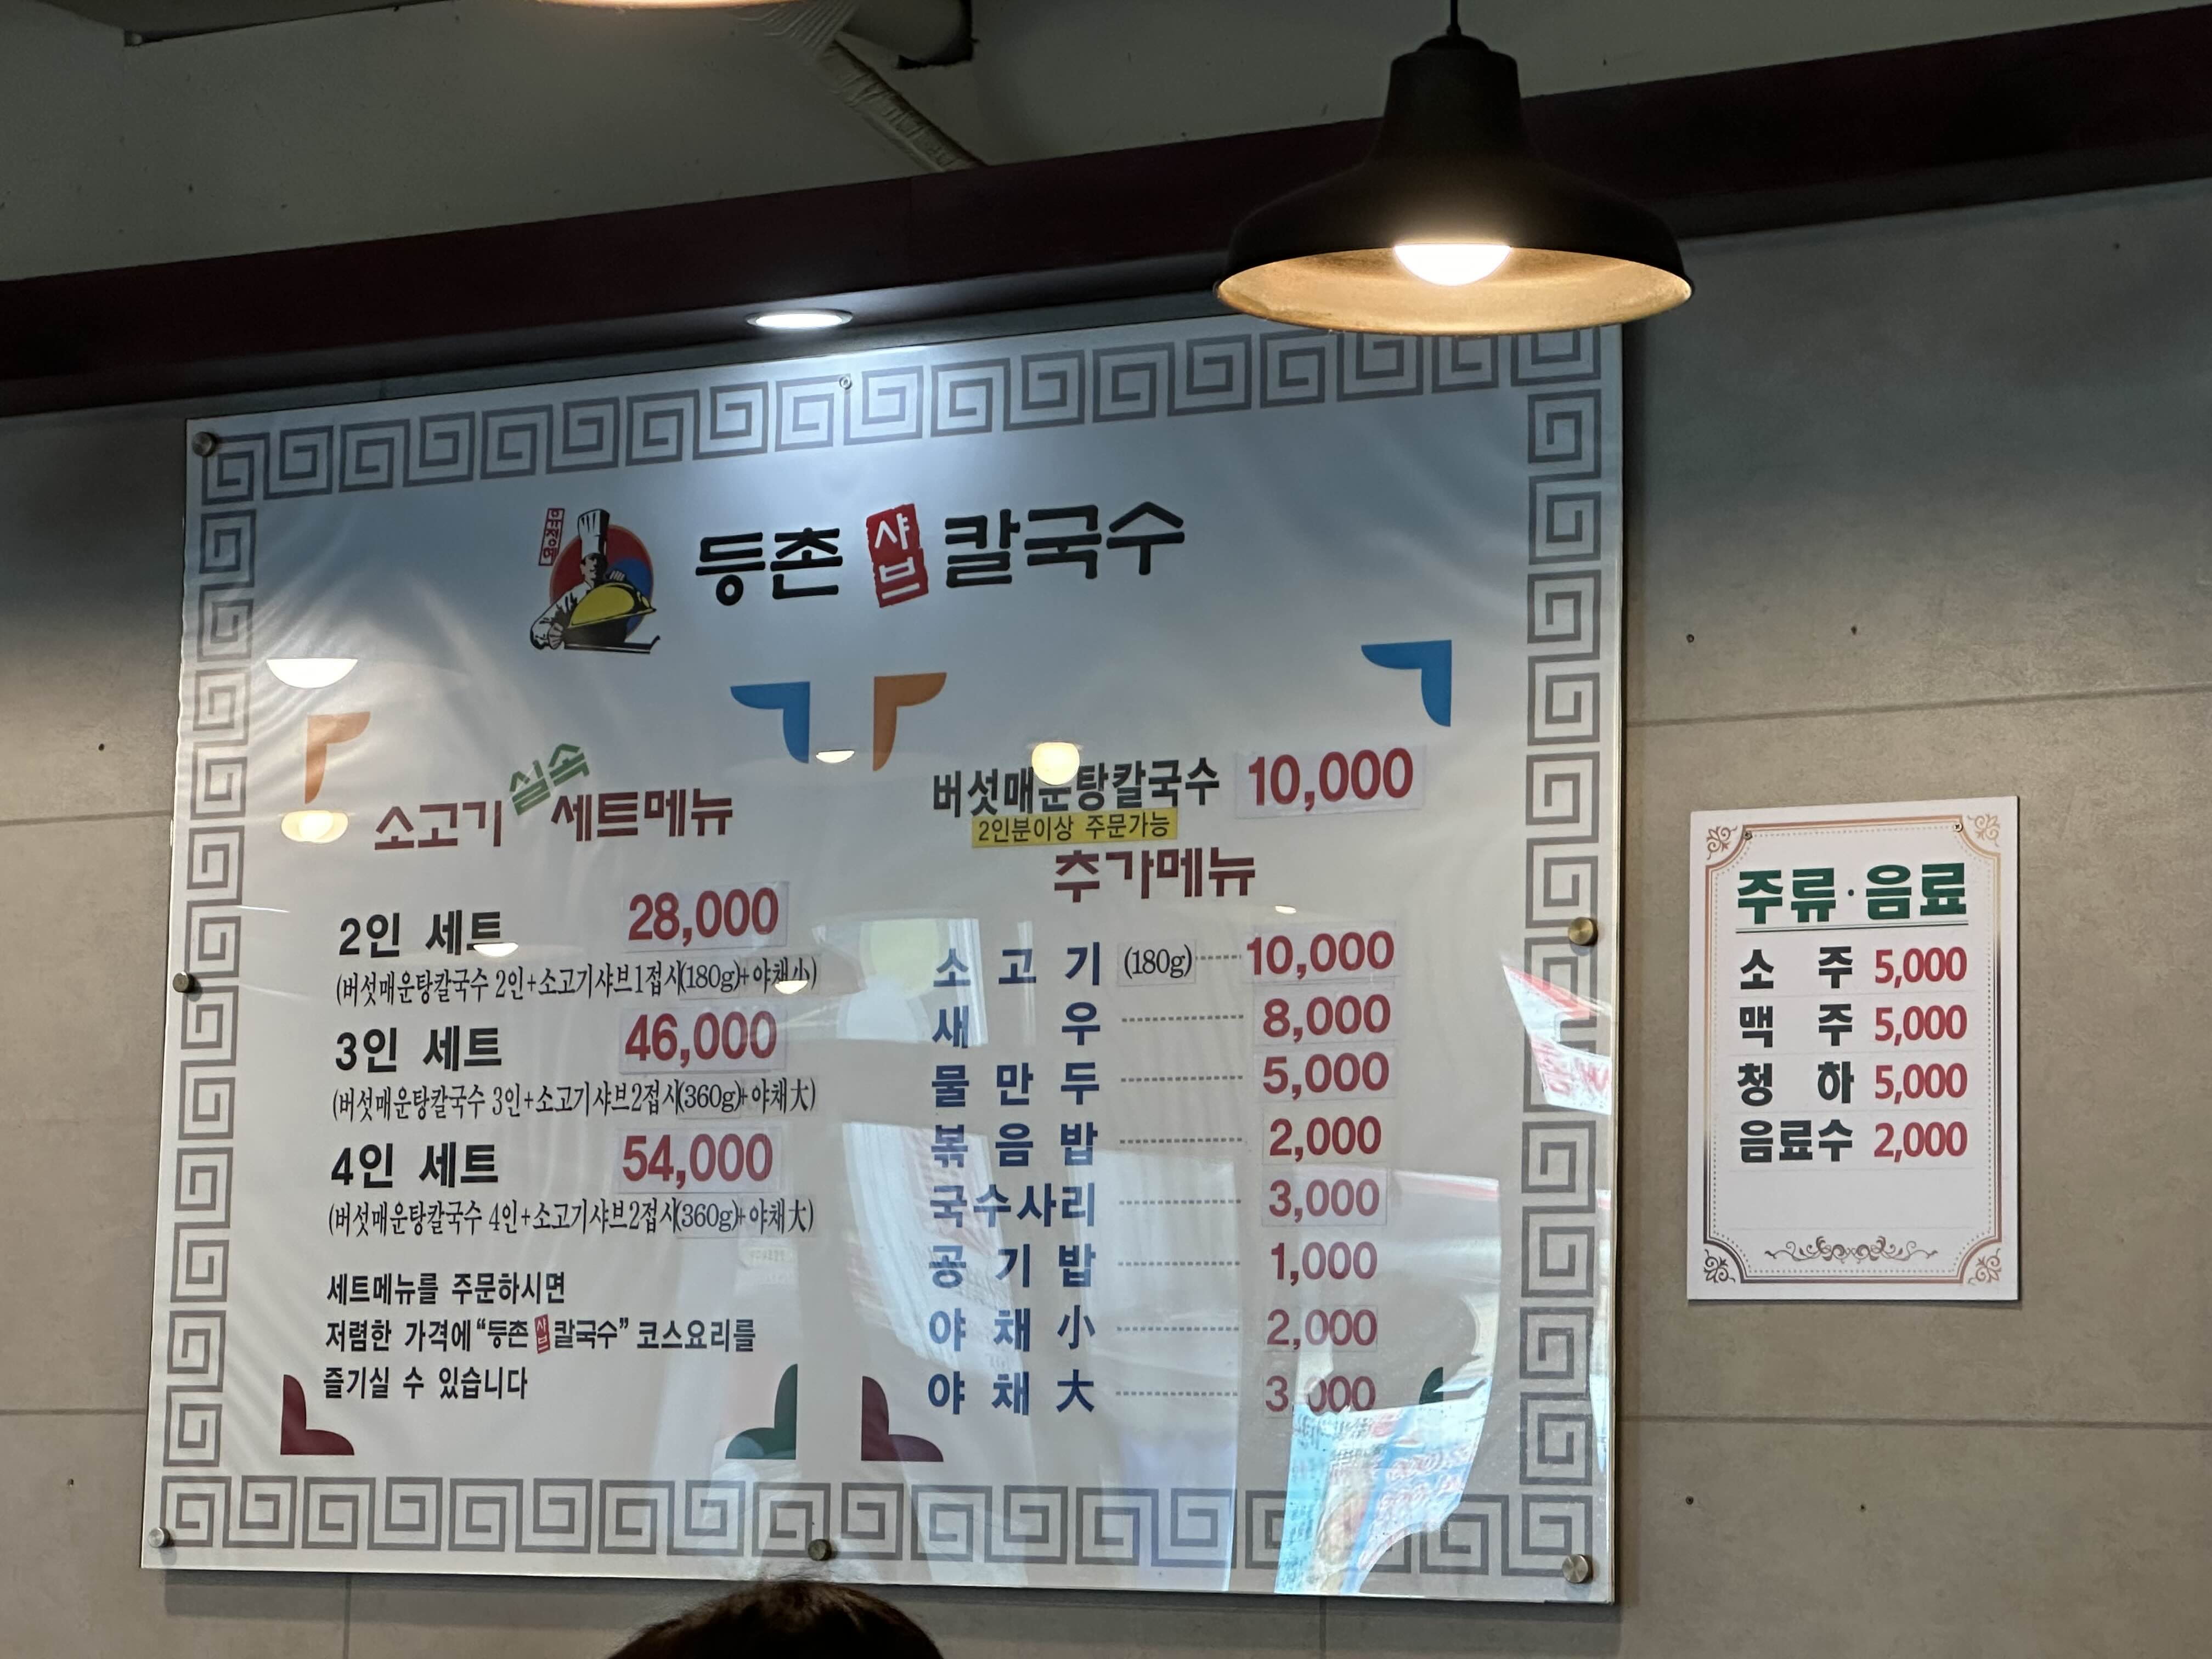 등촌 샤브 칼국수
소고기 실속 세트메뉴
2인 세트 28,000
(버섯매운탕칼국수 2인+소고기샤브1접시(180g)+야채小)
3인 세트 46,000
(버섯매운탕칼국수 3인+소고기샤브2접시(360g)+야채大)
4인 세트 54,000
(버섯매운탕칼국수 4인+소고기샤브2접시(360g)+야채大)
세트메뉴를 주문하시면
저렴한 가격에 “등촌 샤브 칼국수” 코스요리를
즐기실 수 있습니다
버섯매운탕칼국수 10,000
2인분이상 주문가능
추가메뉴
소고기 (180g) 10,000
새우 8,000
물만두 5,000
볶음밥 2,000
국수사리 3,000
공기밥 1,000
야채小 2,000
야채大 3,000
주류·음료
소주 5,000
맥주 5,000
청하 5,000
음료수 2,000